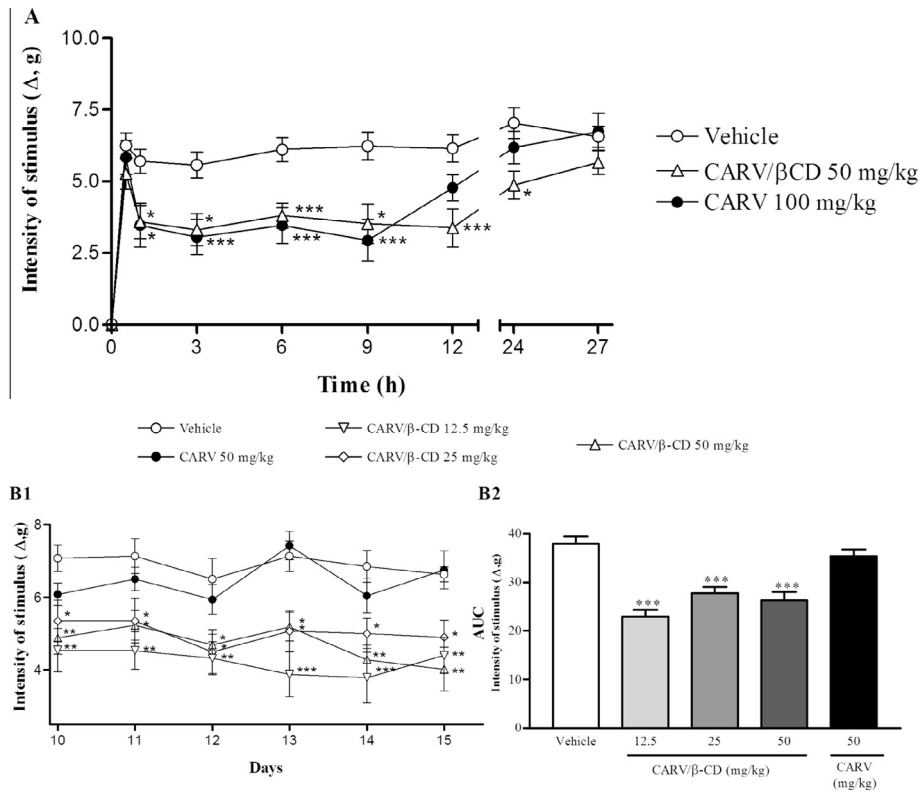 A
Intensity of stimulus (Δ, g)
10.0
7.5
5.0
2.5
0.0
* * *** *** * ***
* *** *** *** *
0 3 6 9 12 24 27
Time (h)
Vehicle
CARV/βCD 50 mg/kg
CARV 100 mg/kg
Vehicle
CARV 50 mg/kg
CARV/β-CD 12.5 mg/kg
CARV/β-CD 25 mg/kg
CARV/β-CD 50 mg/kg
B1
Intensity of stimulus (Δ,g)
8
6
4
* * * * * *
** * * * ** **
** ** ** *** *** **
10 11 12 13 14 15
Days
B2
AUC
Intensity of stimulus (Δ,g)
40
30
20
10
0
*** *** ***
Vehicle 12.5 25 50 50
CARV/β-CD (mg/kg)
CARV
(mg/kg)